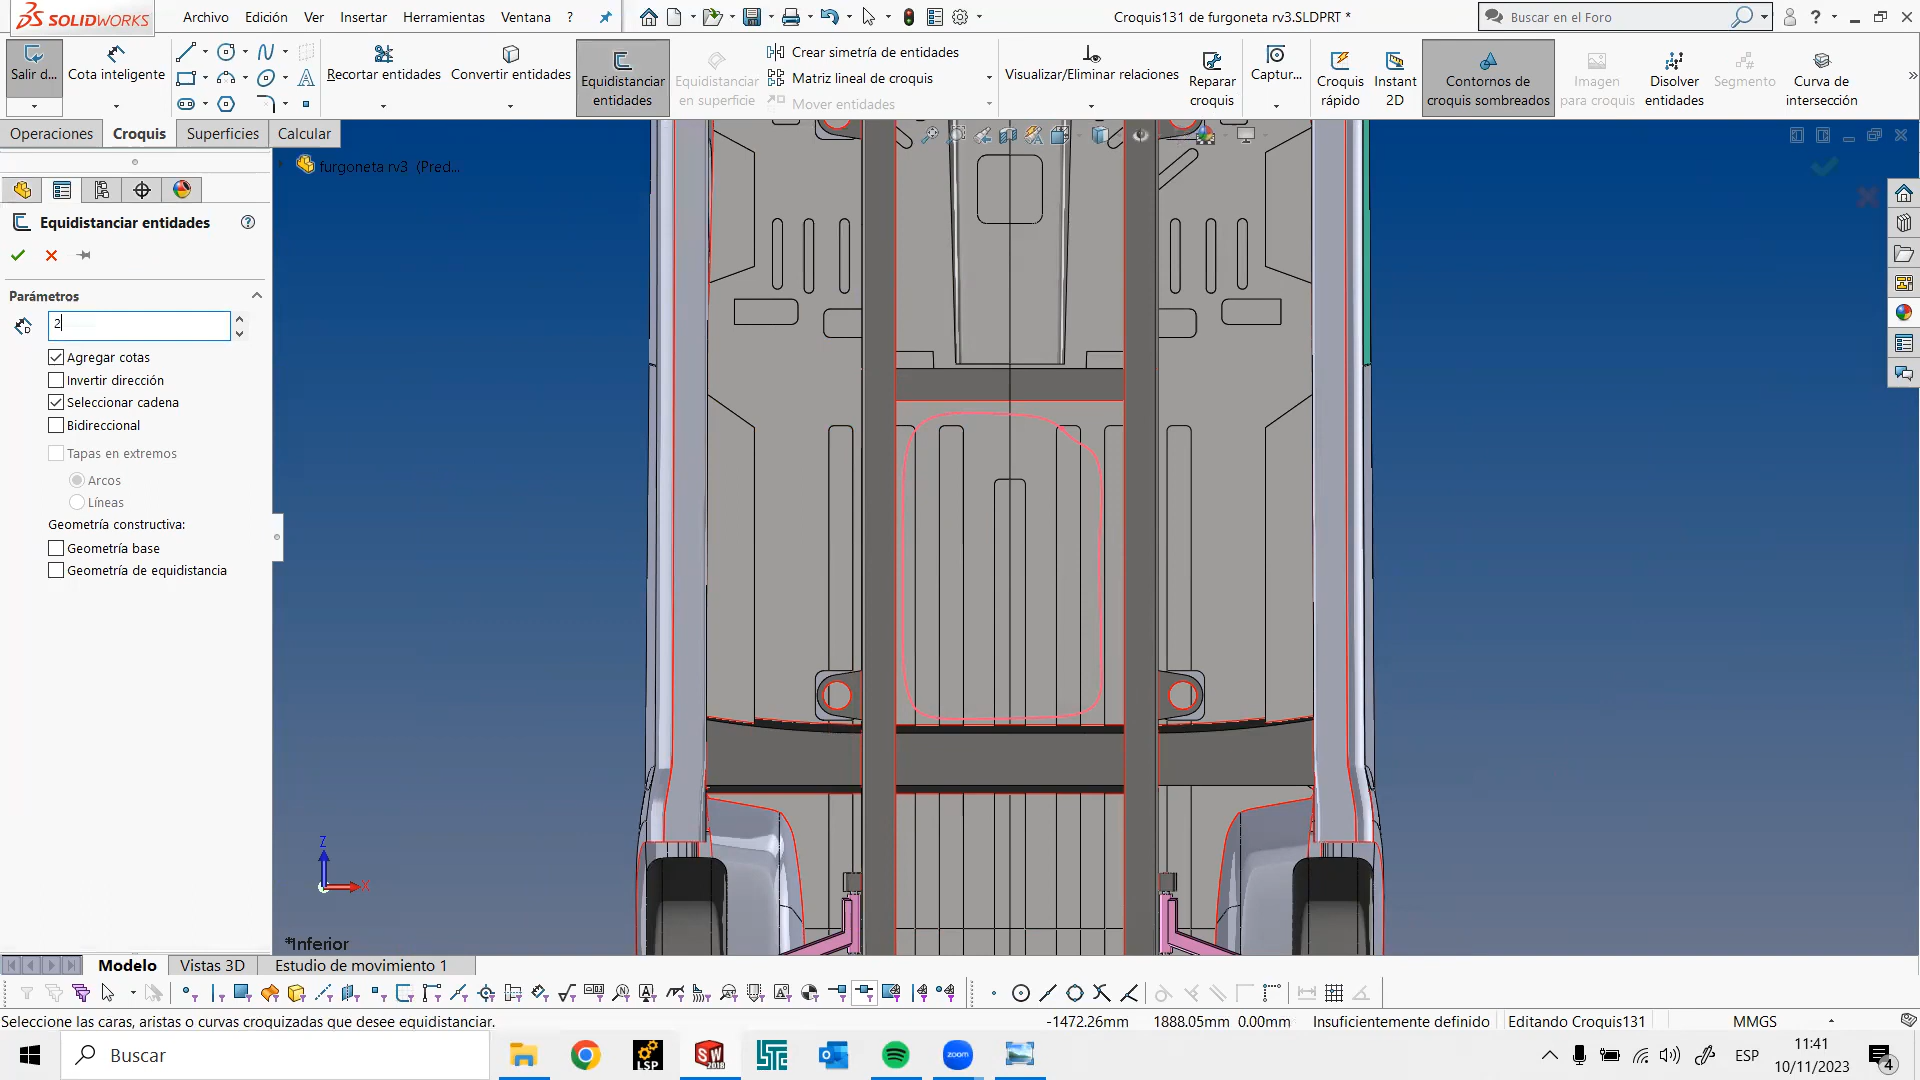 SOLIDWORKS
Archivo Edición Ver Insertar Herramientas Ventana ?
Croquis131 de furgoneta rv3.SLDPRT *
Buscar en el Foro
Salir d...
Cota inteligente
Recortar entidades
Convertir entidades
Equidistanciar entidades
Equidistanciar en superficie
Crear simetría de entidades
Matriz lineal de croquis
Mover entidades
Visualizar/Eliminar relaciones
Reparar croquis
Captur...
Croquis rápido
Instant 2D
Contornos de croquis sombreados
Imagen para croquis
Disolver entidades
Segmento
Curva de intersección
Operaciones Croquis Superficies Calcular
furgoneta rv3 (Pred...
Equidistanciar entidades
Parámetros
2
Agregar cotas
Invertir dirección
Seleccionar cadena
Bidireccional
Tapas en extremos
Arcos
Líneas
Geometría constructiva:
Geometría base
Geometría de equidistancia
Z
X
*Inferior
Modelo Vistas 3D Estudio de movimiento 1
Seleccione las caras, aristas o curvas croquizadas que desee equidistanciar.
-1472.26mm 1888.05mm 0.00mm Insuficientemente definido Editando Croquis131 MMGS
Buscar
LSP
SW
2018
zoom
ESP
11:41
10/11/2023
4